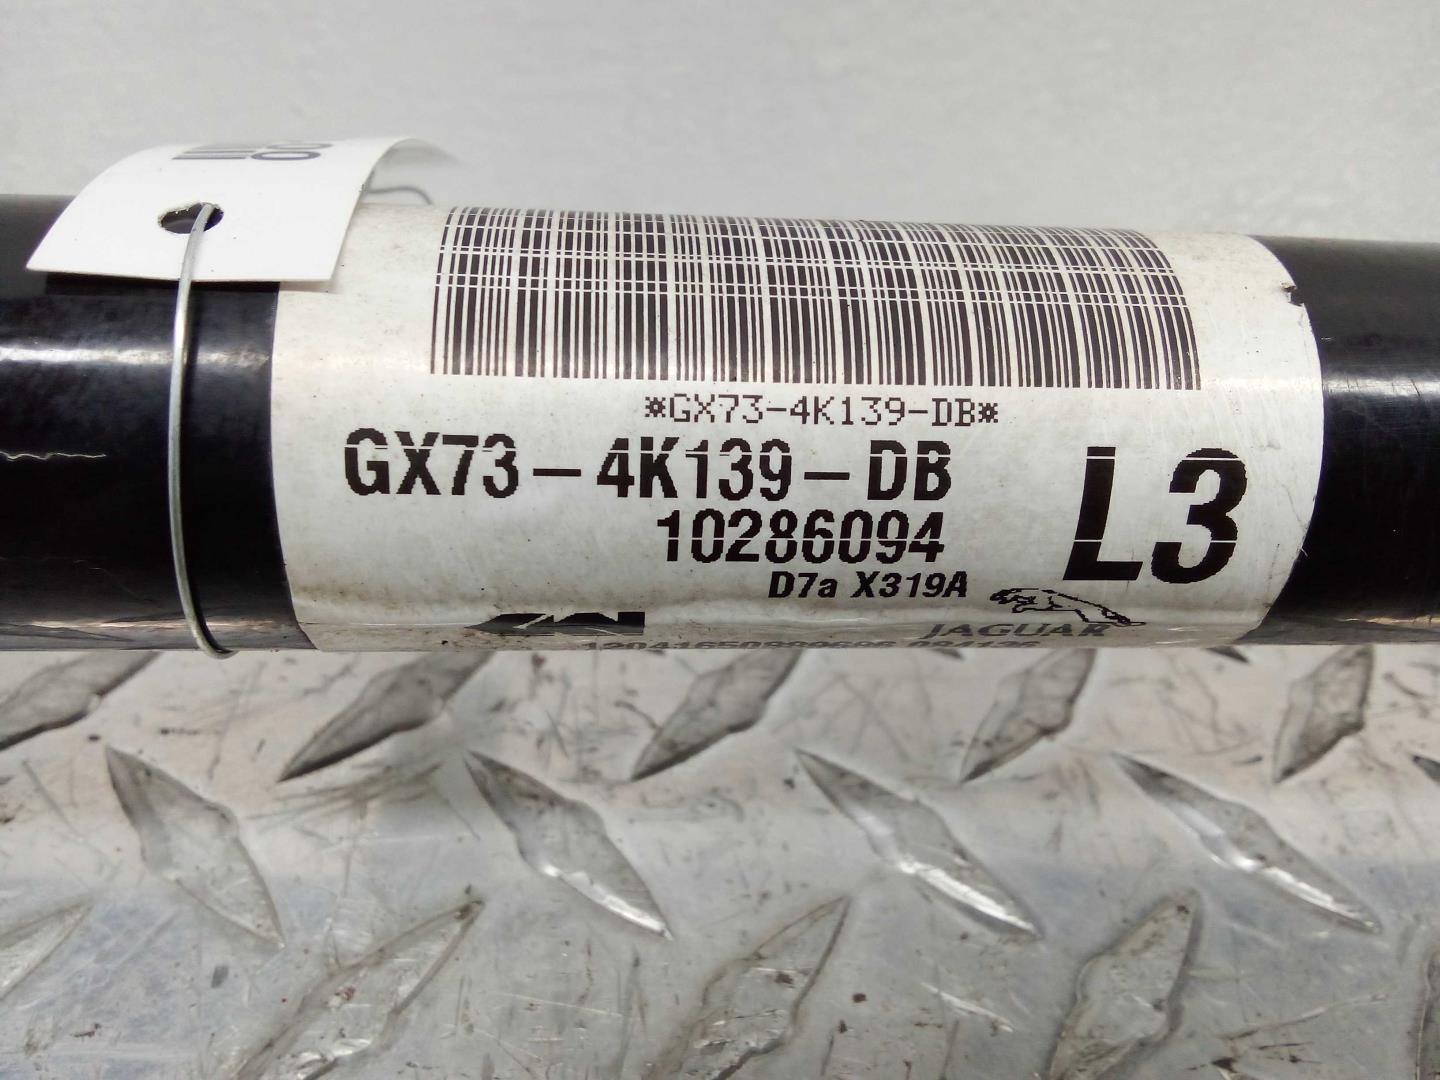 *GX73-4K139-DB*
GX73-4K139-DB
L3
10286094
D7a X319A
JAGUAR